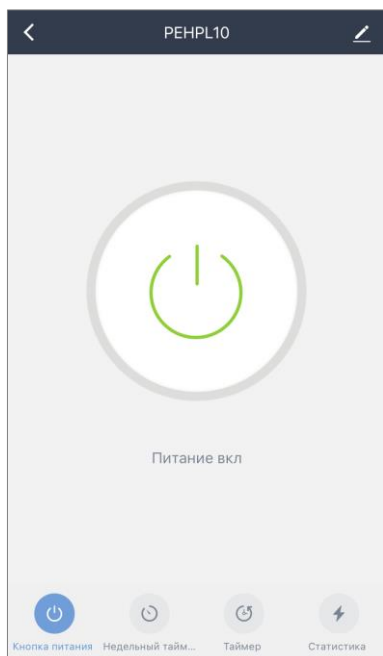 PEHPL10
Питание вкл
Кнопка питания
Недельный тайм...
Таймер
Статистика